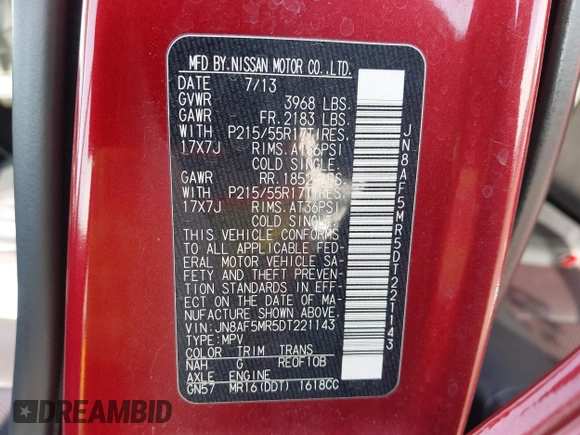 MFD BY.NISSAN MOTOR CO.,LTD.
DATE 7/13
GVWR 3968 LBS.
GAWR FR.2183 LBS.
WITH P215/55R17TIRES.
17X7J RIMS. AT36PSI
COLD SINGLE.
GAWR RR.1852
WITH P215/55R17TIRES.
17X7J RIMS. AT36PSI
COLD SINGLE.
THIS VEHICLE CONFORMS
TO ALL APPLICABLE FED-
ERAL MOTOR VEHICLE SA-
FETY AND THEFT PREVEN-
TION STANDARDS IN EFF-
ECT ON THE DATE OF MA-
NUFACTURE SHOWN ABOVE.
VIN:JN8AF5MR5DT221143
TYPE:MPV
COLOR TRIM TRANS
NAH G RE0F10B
AXLE ENGINE
GN57 MR16(DDT) 1618CC
JN8AF5MR5DT221143
DREAMBID
DREAMBID.COM